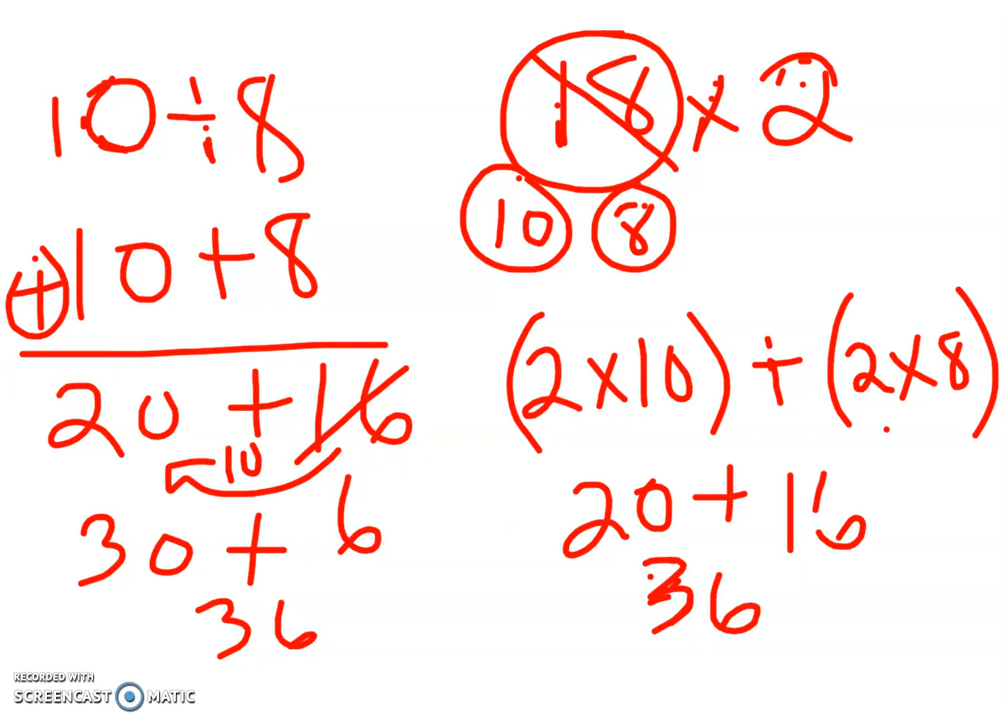 10 ÷ 8
+ 10 + 8
20 + 16
10
30 + 6
36
18 x 2
10 8
(2 x 10) + (2 x 8)
20 + 16
36
RECORDED WITH
SCREENCAST MATIC